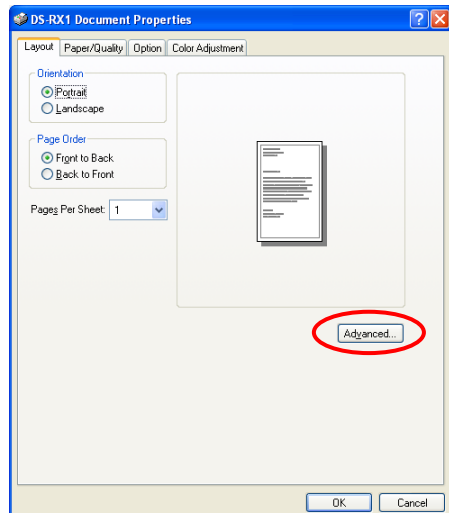 DS-RX1 Document Properties
Layout Paper/Quality Option Color Adjustment
Orientation
Portrait
Landscape
Page Order
Front to Back
Back to Front
Pages Per Sheet: 1
Advanced...
OK Cancel